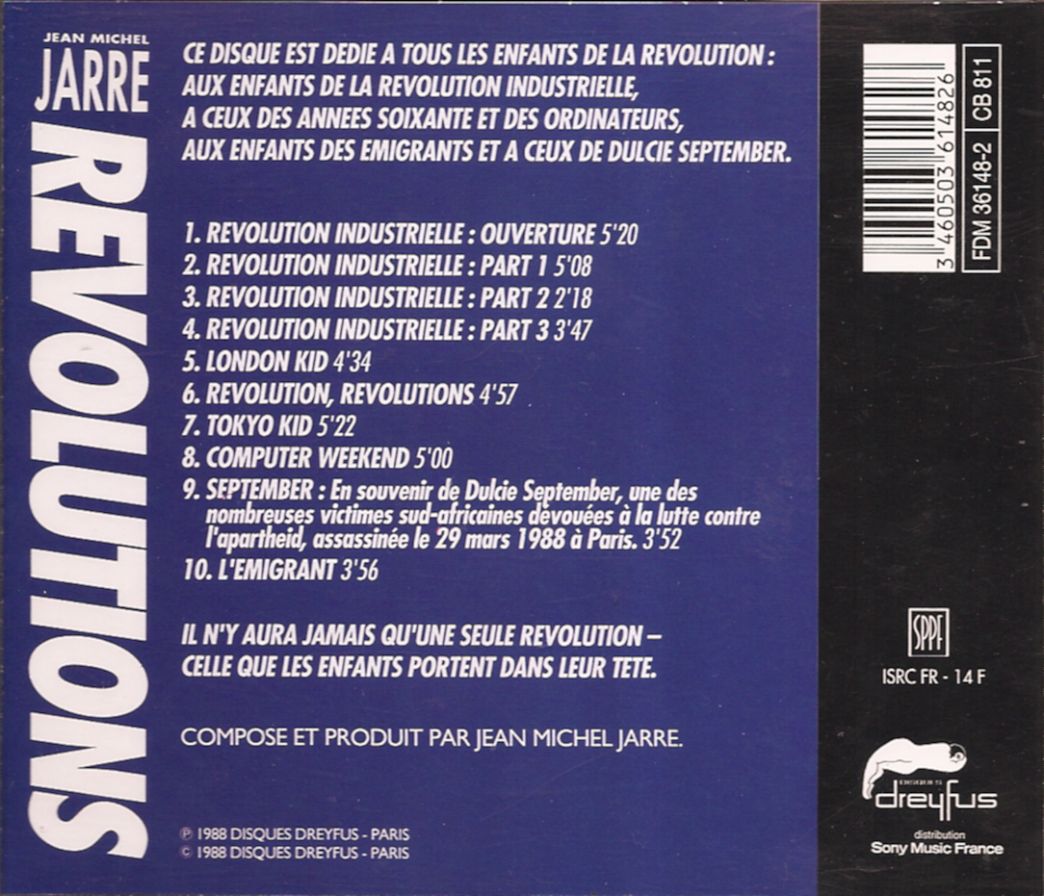 JEAN MICHEL
JARRE
REVOLUTIONS
CE DISQUE EST DEDIE A TOUS LES ENFANTS DE LA REVOLUTION :
AUX ENFANTS DE LA REVOLUTION INDUSTRIELLE,
A CEUX DES ANNEES SOIXANTE ET DES ORDINATEURS,
AUX ENFANTS DES EMIGRANTS ET A CEUX DE DULCIE SEPTEMBER.
1. REVOLUTION INDUSTRIELLE : OUVERTURE 5'20
2. REVOLUTION INDUSTRIELLE : PART 1 5'08
3. REVOLUTION INDUSTRIELLE : PART 2 2'18
4. REVOLUTION INDUSTRIELLE : PART 3 3'47
5. LONDON KID 4'34
6. REVOLUTION, REVOLUTIONS 4'57
7. TOKYO KID 5'22
8. COMPUTER WEEKEND 5'00
9. SEPTEMBER : En souvenir de Dulcie September, une des
nombreuses victimes sud-africaines dévouées à la lutte contre
l'apartheid, assassinée le 29 mars 1988 à Paris. 3'52
10. L'EMIGRANT 3'56
IL N'Y AURA JAMAIS QU'UNE SEULE REVOLUTION –
CELLE QUE LES ENFANTS PORTENT DANS LEUR TETE.
COMPOSE ET PRODUIT PAR JEAN MICHEL JARRE.
℗ 1988 DISQUES DREYFUS - PARIS
© 1988 DISQUES DREYFUS - PARIS
3 460503 614826
FDM 36148-2 CB 811
SPPF
ISRC FR - 14 F
DISQUES
dreyfus
distribution
Sony Music France